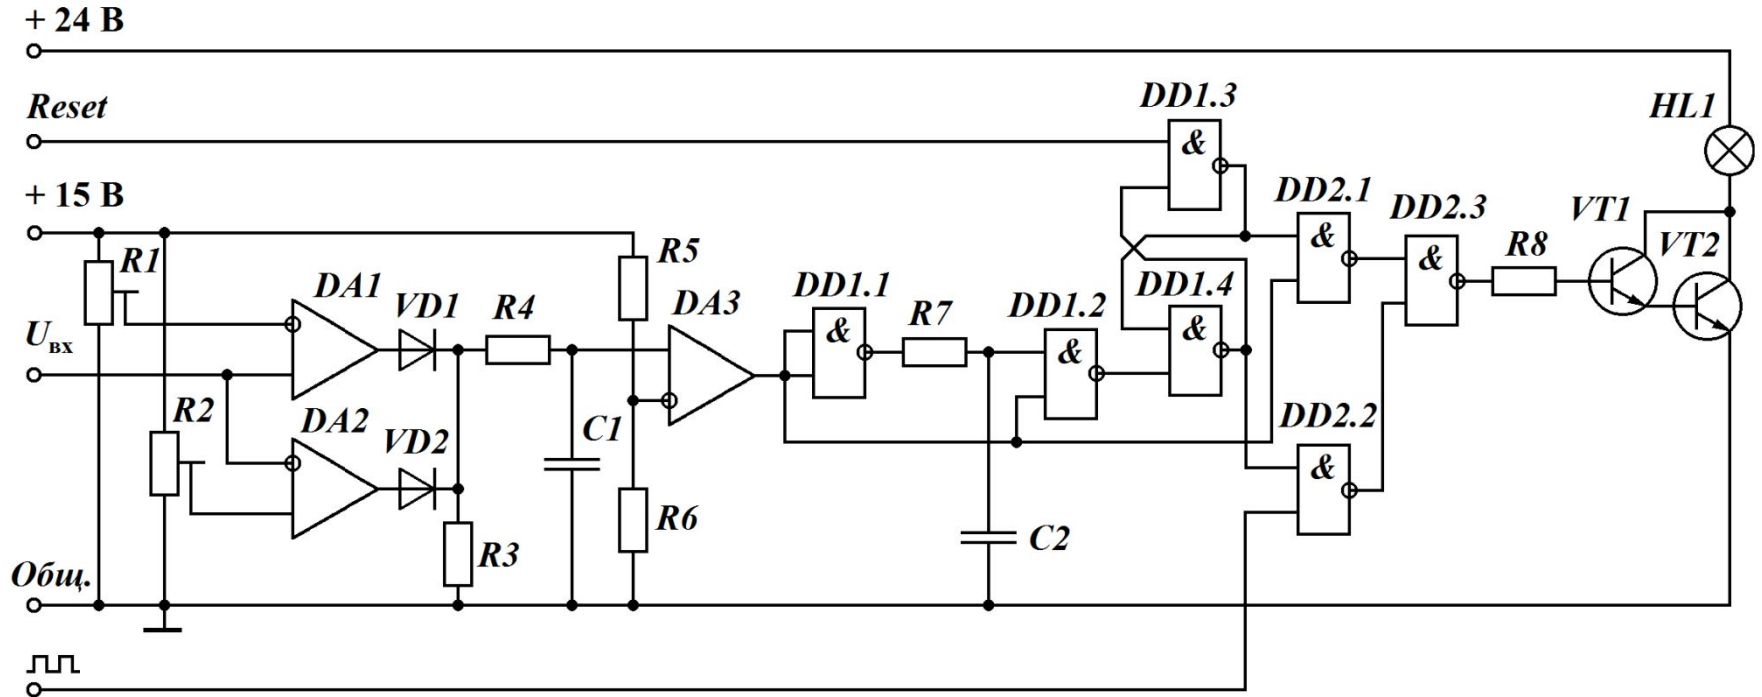 + 24 В
Reset
DD1.3
HL1
+ 15 В
DD2.1
DD2.3
VT1
R1
R5
R8
VT2
DA1
VD1
R4
DA3
DD1.1
R7
DD1.2
DD1.4
Uвх
R2
DA2
VD2
C1
DD2.2
R3
R6
C2
Общ.
&
&
&
&
&
&
&